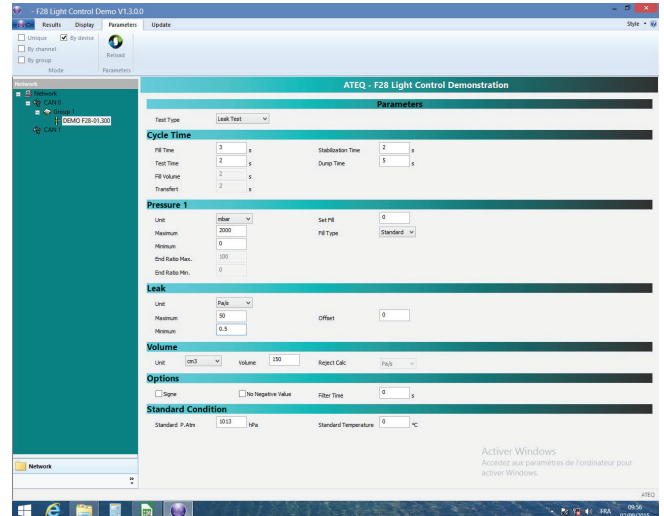 - F28 Light Control Demo V1.3.0.0
Results Display Parameters Update Style
Unique By device
By channel
By group
Reload
Mode Parameters
Network
Network
CAN 0
Group 1
DEMO F28-01.300
CAN 1
ATEQ - F28 Light Control Demonstration
Parameters
Test Type Leak Test
Cycle Time
Fill Time 3 s Stabilization Time 2 s
Test Time 2 s Dump Time 5 s
Fill Volume 2 s
Transfert 2 s
Pressure 1
Unit mbar Set Fill 0
Maximum 2000 Fill Type Standard
Minimum 0
End Ratio Max. 100
End Ratio Min. 0
Leak
Unit Pa/s
Maximum 50 Offset 0
Minimum 0.5
Volume
Unit cm3 Volume 150 Reject Calc Pa/s
Options
Signe No Negative Value Filter Time 0 s
Standard Condition
Standard P.Atm 1013 hPa Standard Temperature 0 °C
Activer Windows
Accédez aux paramètres de l'ordinateur pour
activer Windows.
Network
ATEQ
FRA 09:56
02/09/2015